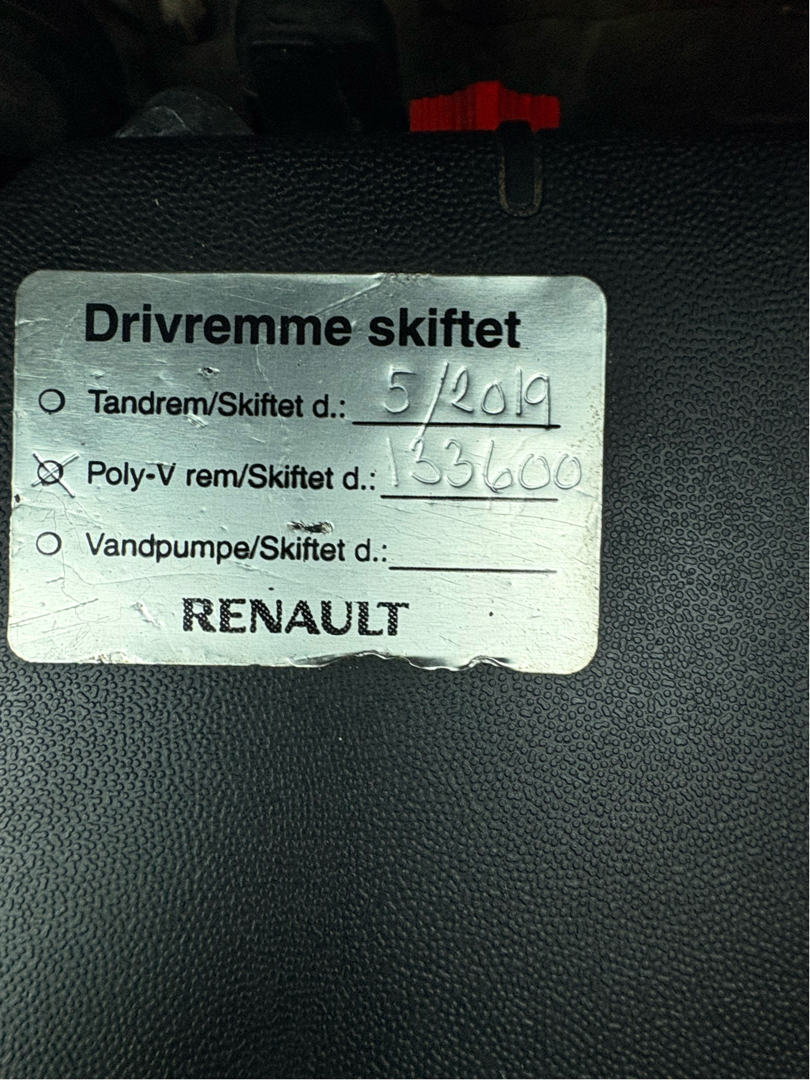 Drivremme skiftet
Tandrem/Skiftet d.: 5/2019
Poly-V rem/Skiftet d.: 133600
Vandpumpe/Skiftet d.:
RENAULT